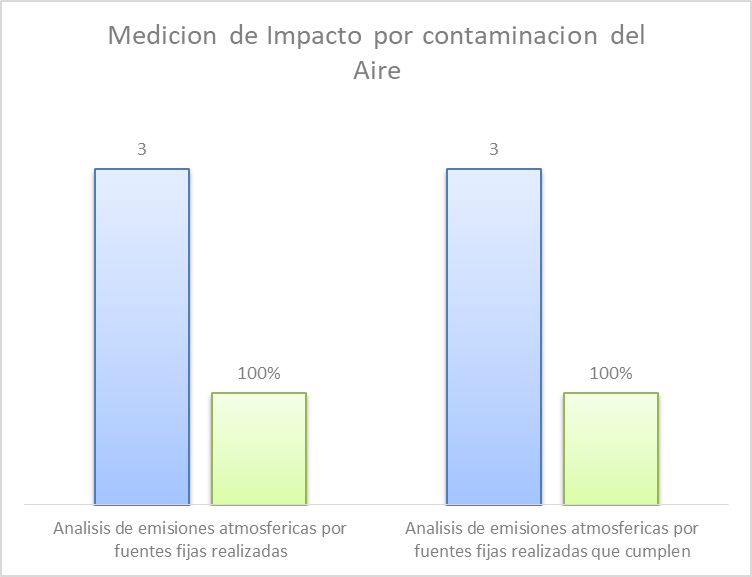 Medicion de Impacto por contaminacion del
Aire
3
3
100%
100%
Analisis de emisiones atmosfericas por
fuentes fijas realizadas
Analisis de emisiones atmosfericas por
fuentes fijas realizadas que cumplen